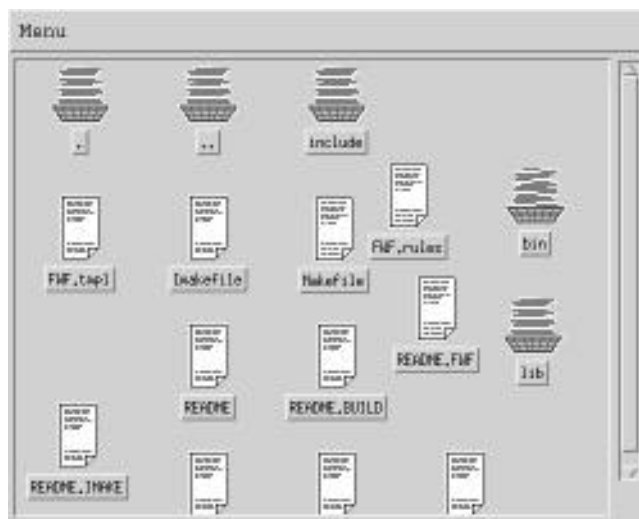 Menu
.
..
include
FWF.rules
bin
FWF.tmpl
Imakefile
Makefile
README.FWF
lib
README
README.BUILD
README.IMAKE